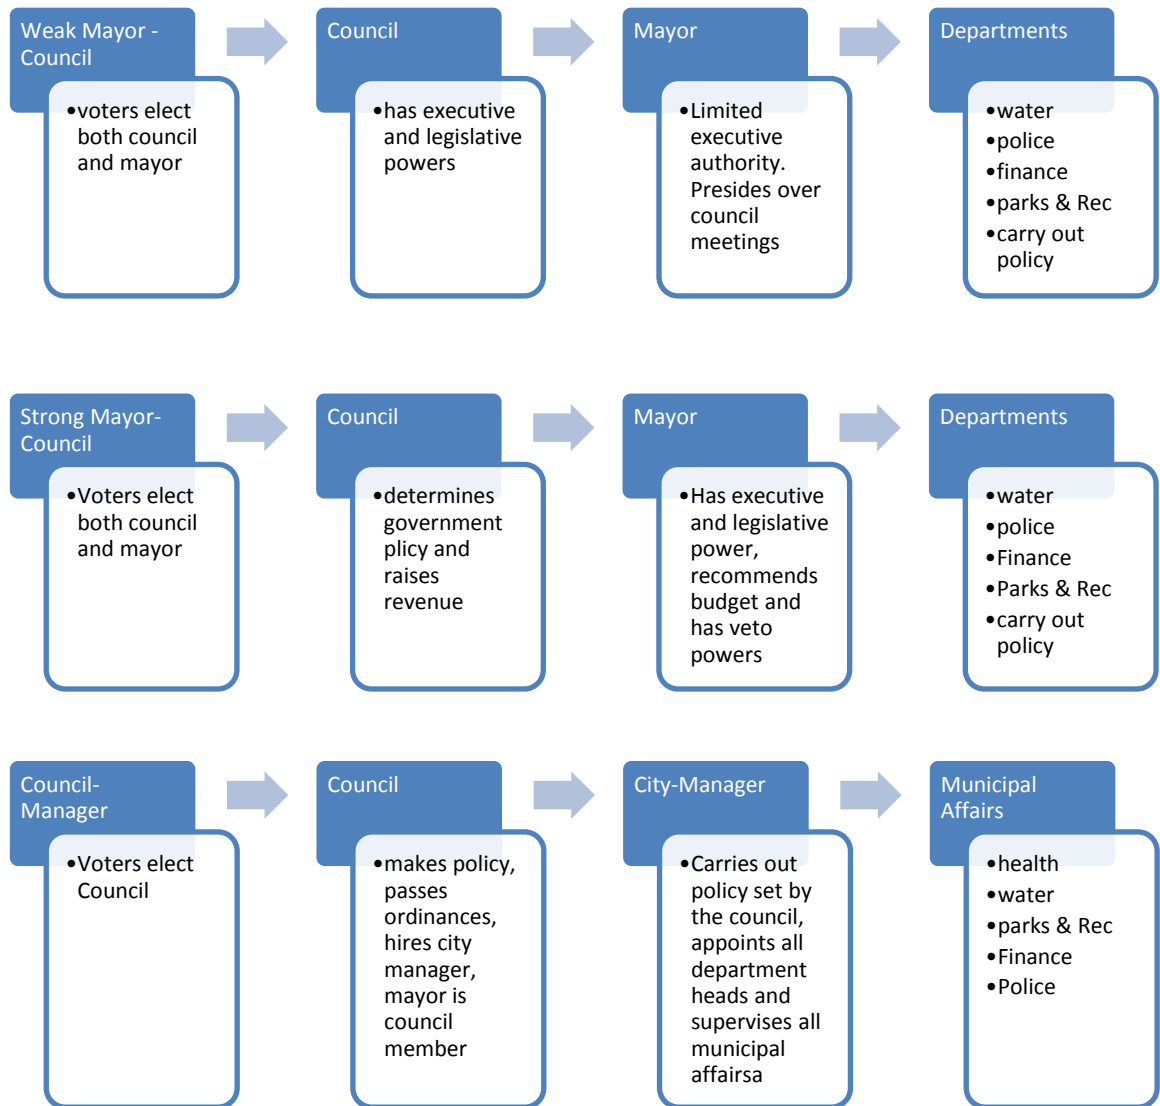 Weak Mayor -
Council
•voters elect
both council
and mayor
Council
•has executive
and legislative
powers
Mayor
•Limited
executive
authority.
Presides over
council
meetings
Departments
•water
•police
•finance
•parks & Rec
•carry out
policy
Strong Mayor-
Council
•Voters elect
both council
and mayor
Council
•determines
government
plicy and
raises
revenue
Mayor
•Has executive
and legislative
power,
recommends
budget and
has veto
powers
Departments
•water
•police
•Finance
•Parks & Rec
•carry out
policy
Council-
Manager
•Voters elect
Council
Council
•makes policy,
passes
ordinances,
hires city
manager,
mayor is
council
member
City-Manager
•Carries out
policy set by
the council,
appoints all
department
heads and
supervises all
municipal
affairsa
Municipal
Affairs
•health
•water
•parks & Rec
•Finance
•Police